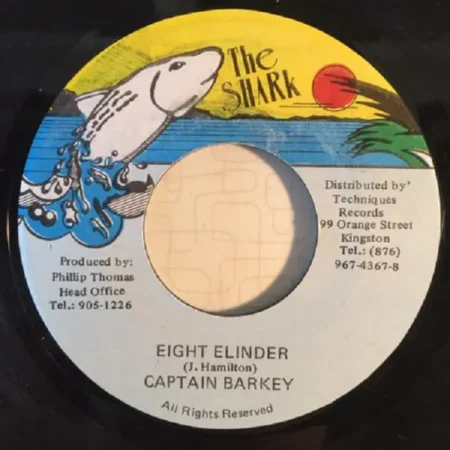 The
SHARK
Distributed by'
Techniques
Records
99 Orange Street
Kingston
Tel.: (876)
967-4367-8
Produced by:
Phillip Thomas
Head Office
Tel.: 905-1226
EIGHT ELINDER
(J. Hamilton)
CAPTAIN BARKEY
All Rights Reserved